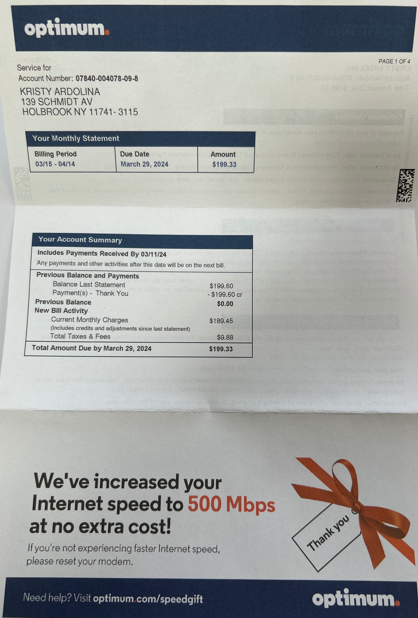 optimum.
PAGE 1 OF 4
Service for
Account Number: 07640-004078-09-8
KRISTY ARDOLINA
139 SCHMIDT AV
HOLBROOK NY 11741- 3115
Your Monthly Statement
Billing Period Due Date Amount
03/15 - 04/14 March 29, 2024 $199.33
Your Account Summary
Includes Payments Received By 03/11/24
Any payments and other activities after this date will be on the next bill.
Previous Balance and Payments
Balance Last Statement $199.60
Payment(s) - Thank You - $199.60 cr
Previous Balance $0.00
New Bill Activity
Current Monthly Charges $189.45
(Includes credits and adjustments since last statement)
Total Taxes & Fees $9.88
Total Amount Due by March 29, 2024 $199.33
We've increased your
Internet speed to 500 Mbps
at no extra cost!
If you're not experiencing faster Internet speed,
please reset your modem.
Thank you
Need help? Visit optimum.com/speedgift
optimum.